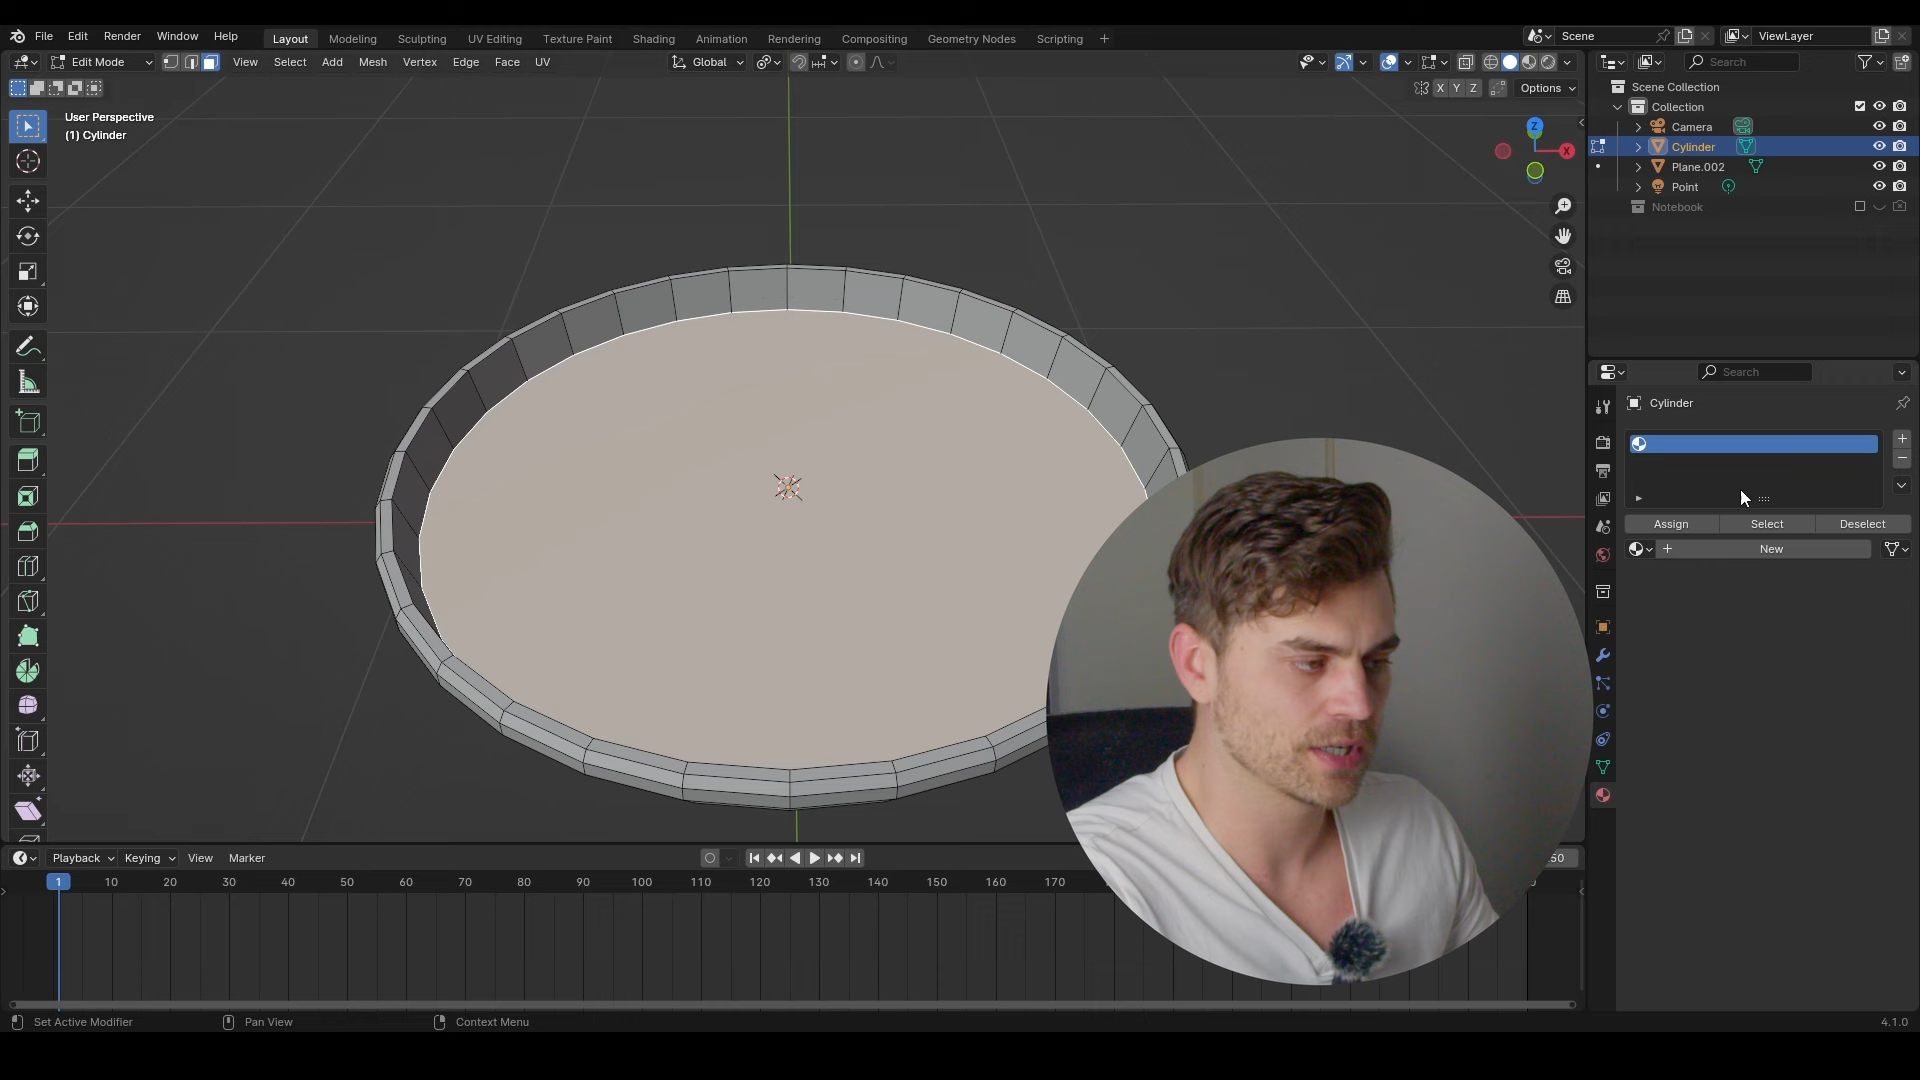 File Edit Render Window Help
Layout Modeling Sculpting UV Editing Texture Paint Shading Animation Rendering Compositing Geometry Nodes Scripting +
Scene
ViewLayer
Edit Mode View Select Add Mesh Vertex Edge Face UV
Global
Search
X Y Z Options
User Perspective
(1) Cylinder
Z
X
Scene Collection
Collection
Camera
Cylinder
Plane.002
Point
Notebook
Search
Cylinder
Assign Select Deselect
New
Playback Keying View Marker
50
1 10 20 30 40 50 60 70 80 90 100 110 120 130 140 150 160 170
Set Active Modifier Pan View Context Menu
4.1.0